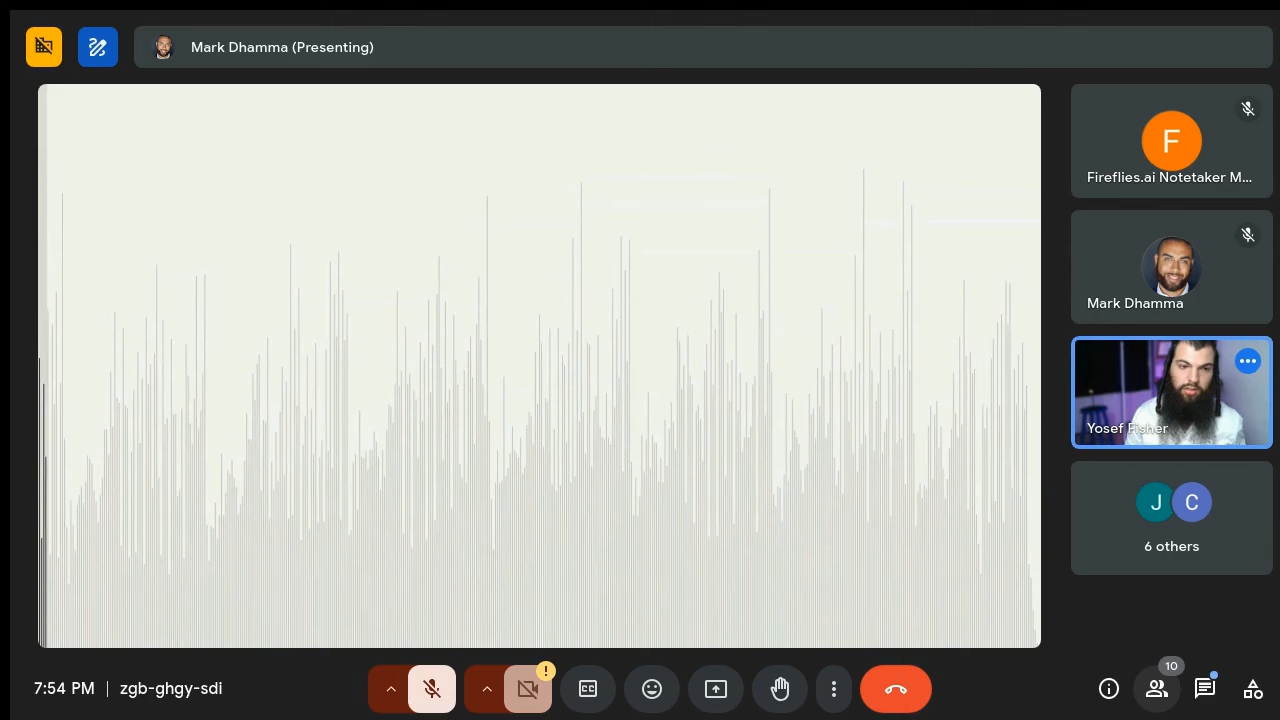 Mark Dhamma (Presenting)
F
Fireflies.ai Notetaker M...
Mark Dhamma
Yosef Fisher
J C
6 others
7:54 PM | zgb-ghgy-sdi
CC
!
10